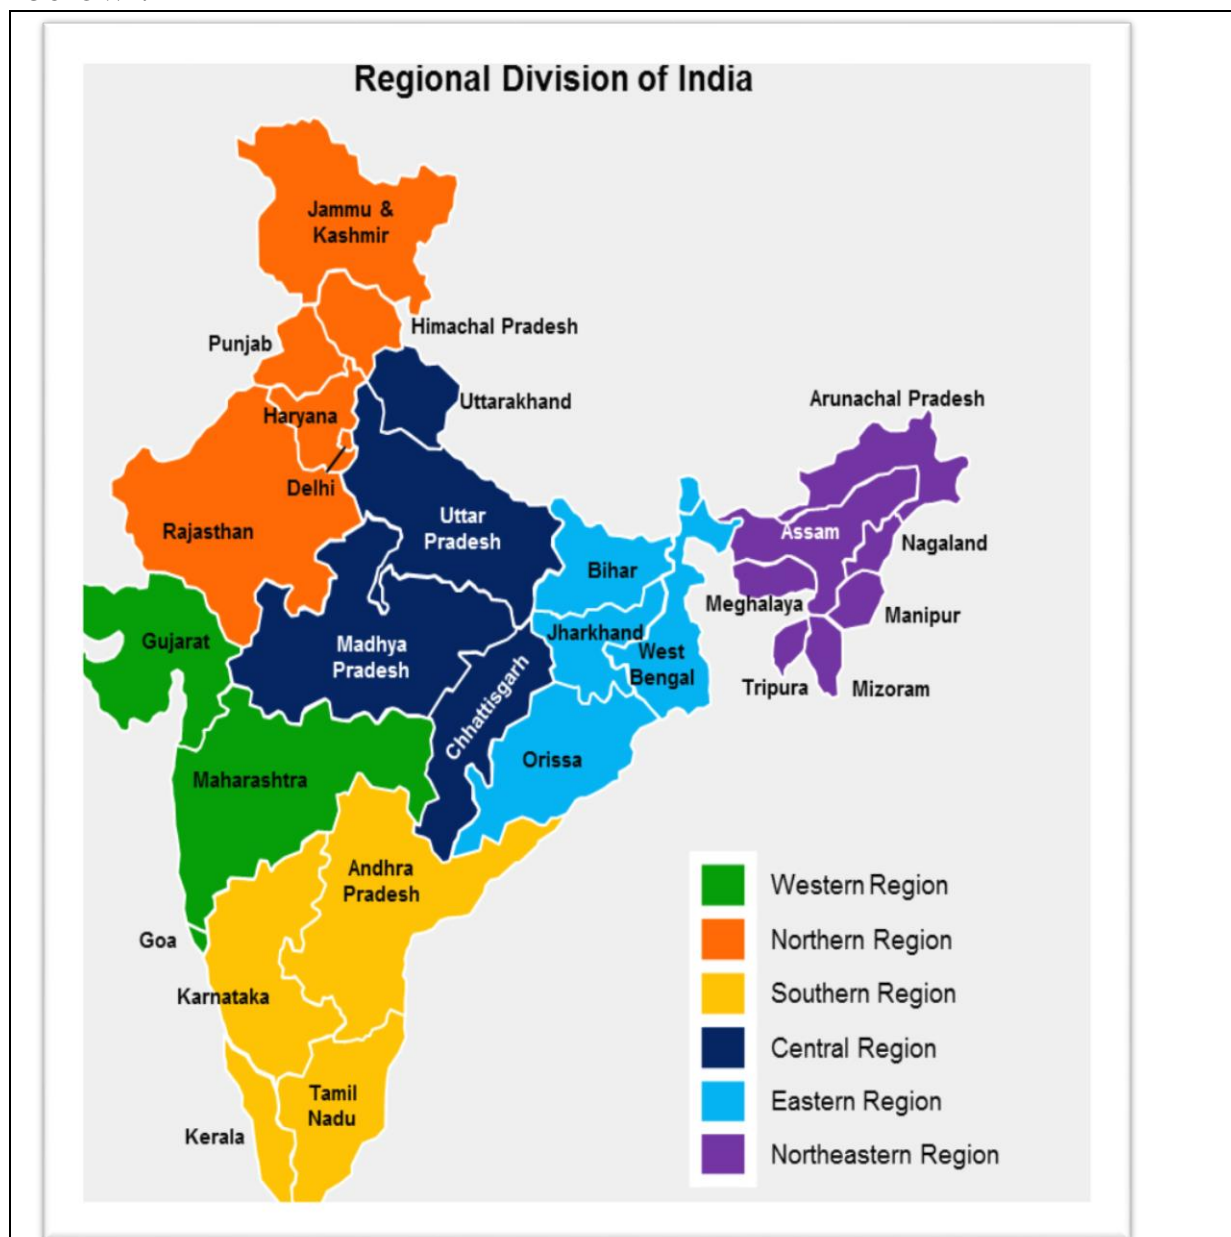 Regional Division of India
Jammu &
Kashmir
Himachal Pradesh
Punjab
Uttarakhand
Arunachal Pradesh
Haryana
Delhi
Rajasthan
Uttar
Pradesh
Assam
Nagaland
Bihar
Meghalaya
Manipur
Gujarat
Madhya
Pradesh
Jharkhand
West
Bengal
Tripura
Mizoram
Chhattisgarh
Orissa
Maharashtra
Andhra
Pradesh
Goa
Karnataka
Tamil
Nadu
Kerala
Western Region
Northern Region
Southern Region
Central Region
Eastern Region
Northeastern Region